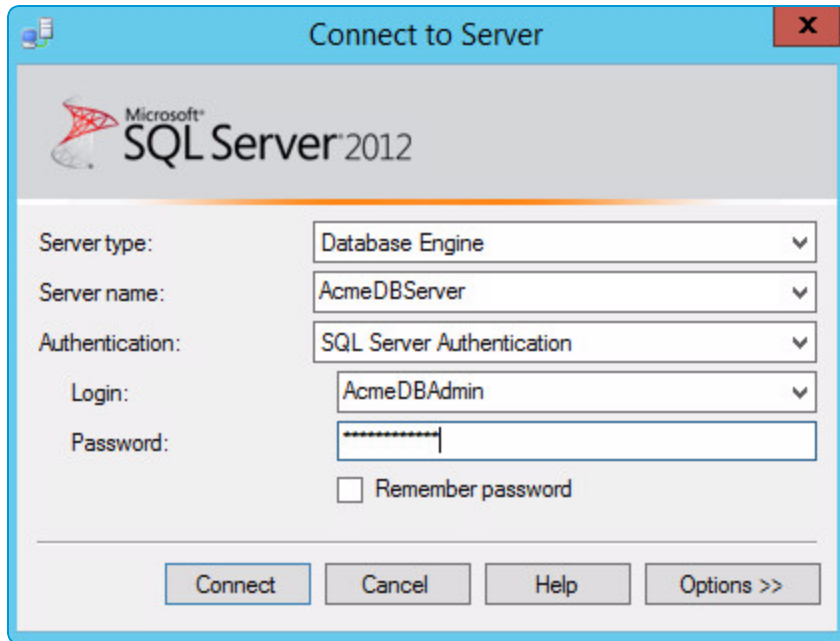 Connect to Server
x
Microsoft®
SQL Server® 2012
Server type: Database Engine
Server name: AcmeDBServer
Authentication: SQL Server Authentication
Login: AcmeDBAdmin
Password: ************
Remember password
Connect Cancel Help Options >>